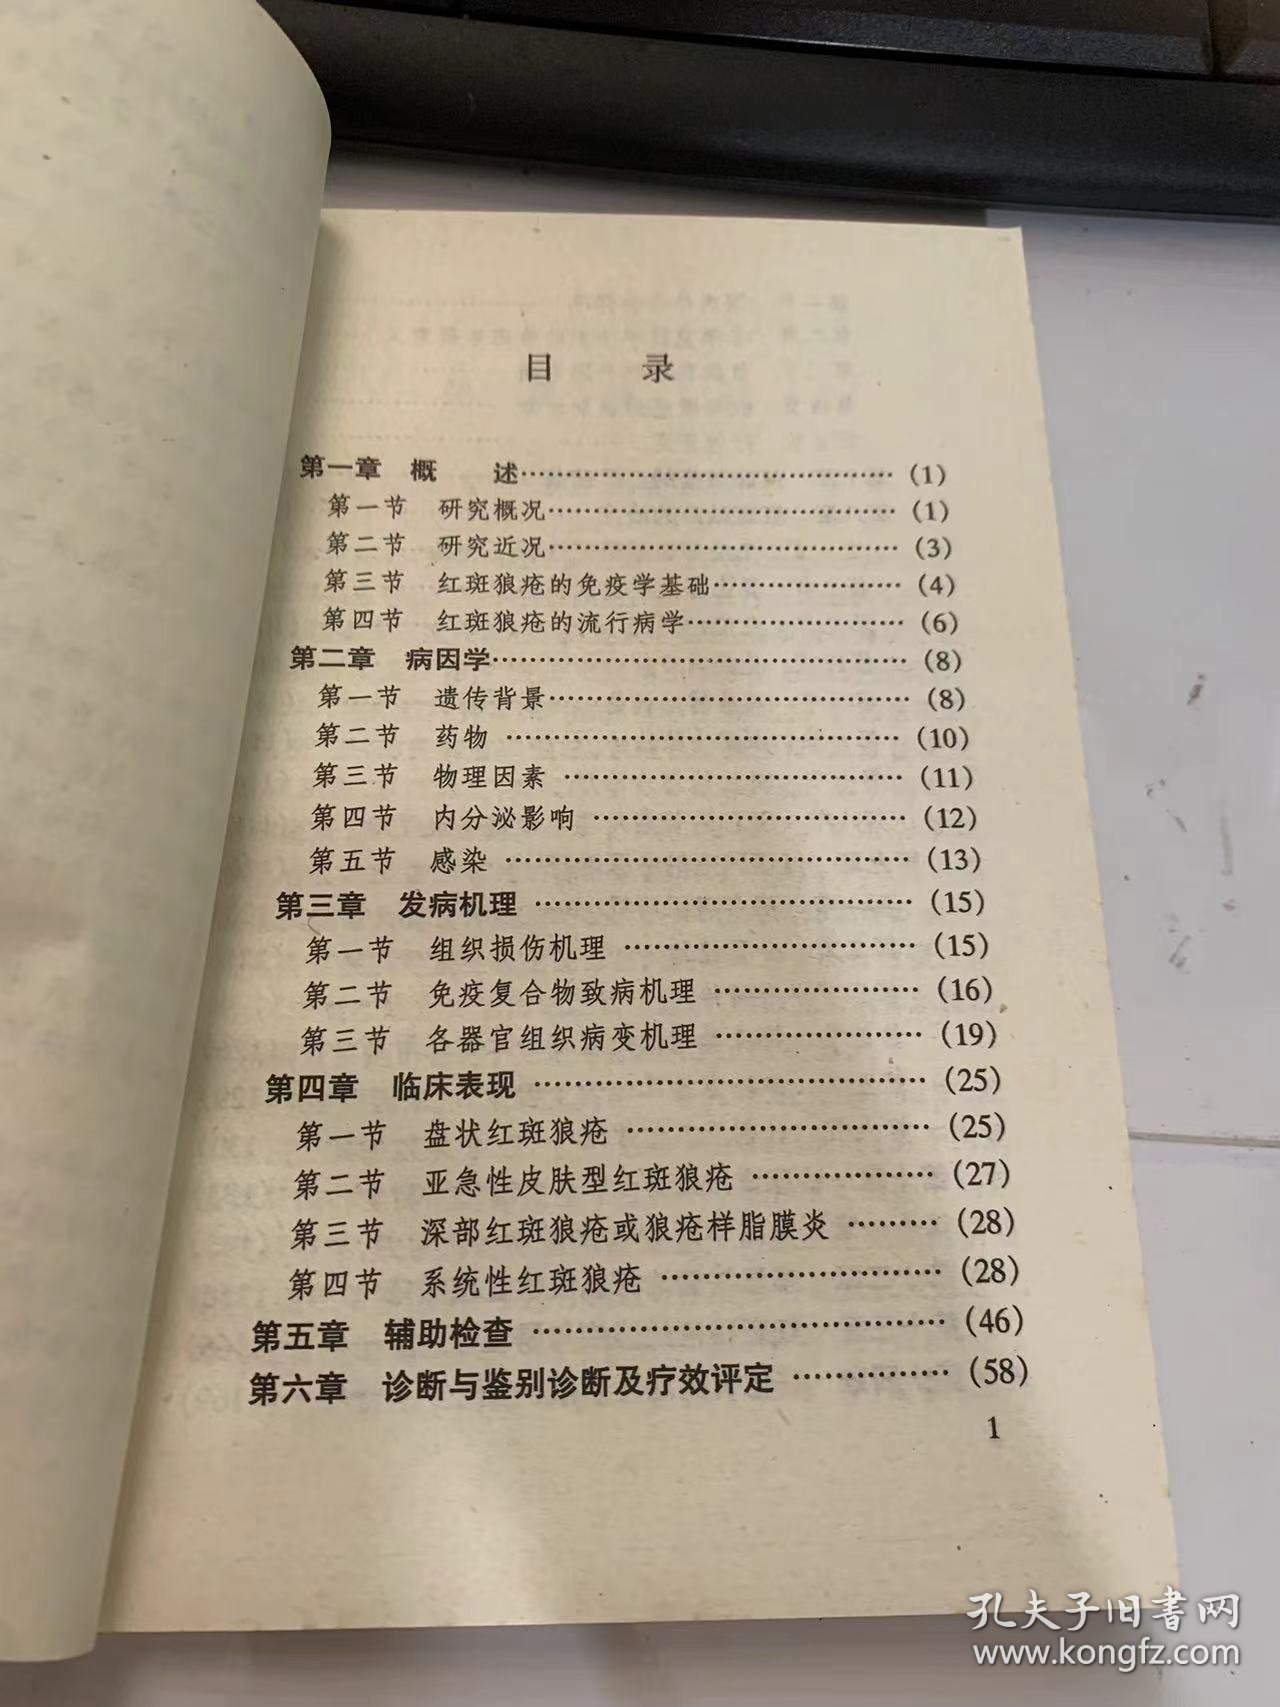 目 录
第一章 概 述……………………………………(1)
第一节 研究概况…………………………………(1)
第二节 研究近况…………………………………(3)
第三节 红斑狼疮的免疫学基础…………………(4)
第四节 红斑狼疮的流行病学……………………(6)
第二章 病因学……………………………………(8)
第一节 遗传背景…………………………………(8)
第二节 药物 ……………………………………(10)
第三节 物理因素 ………………………………(11)
第四节 内分泌影响 ……………………………(12)
第五节 感染 ……………………………………(13)
第三章 发病机理 …………………………………(15)
第一节 组织损伤机理 …………………………(15)
第二节 免疫复合物致病机理 …………………(16)
第三节 各器官组织病变机理 …………………(19)
第四章 临床表现 …………………………………(25)
第一节 盘状红斑狼疮 …………………………(25)
第二节 亚急性皮肤型红斑狼疮 ………………(27)
第三节 深部红斑狼疮或狼疮样脂膜炎 ………(28)
第四节 系统性红斑狼疮 ………………………(28)
第五章 辅助检查 …………………………………(46)
第六章 诊断与鉴别诊断及疗效评定 ……………(58)
1
孔夫子旧书网
www.kongfz.com